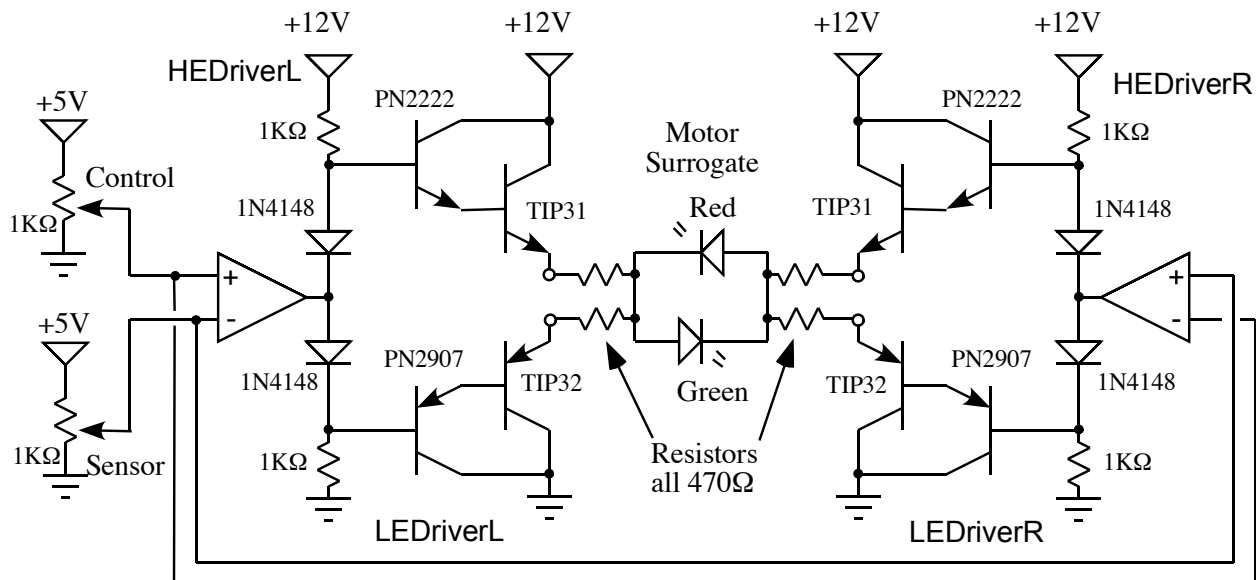 +12V
+12V
+12V
+12V
HEDriverL
HEDriverR
PN2222
PN2222
+5V
1KΩ
1KΩ
Motor
Surrogate
Control
1KΩ
1N4148
TIP31
Red
TIP31
1N4148
+
-
+
-
+5V
1N4148
PN2907
TIP32
Green
TIP32
PN2907
1N4148
1KΩ
Sensor
1KΩ
Resistors
all 470Ω
1KΩ
LEDriverL
LEDriverR